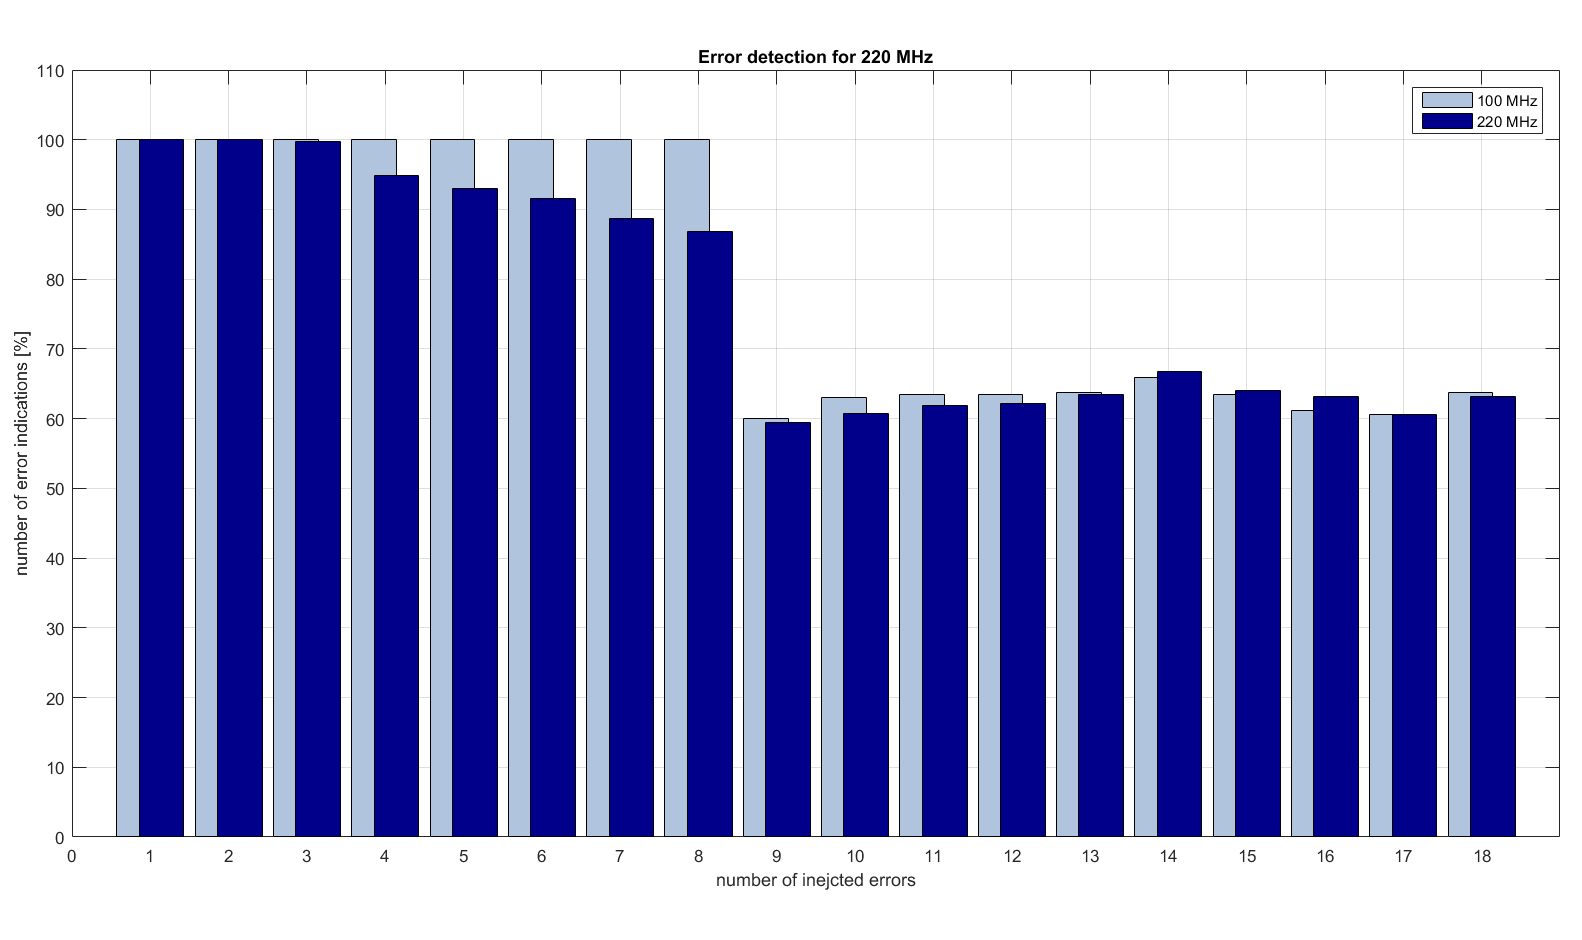 Error detection for 220 MHz
100 MHz
220 MHz
number of error indications [%]
110
100
90
80
70
60
50
40
30
20
10
0
0 1 2 3 4 5 6 7 8 9 10 11 12 13 14 15 16 17 18
number of inejcted errors